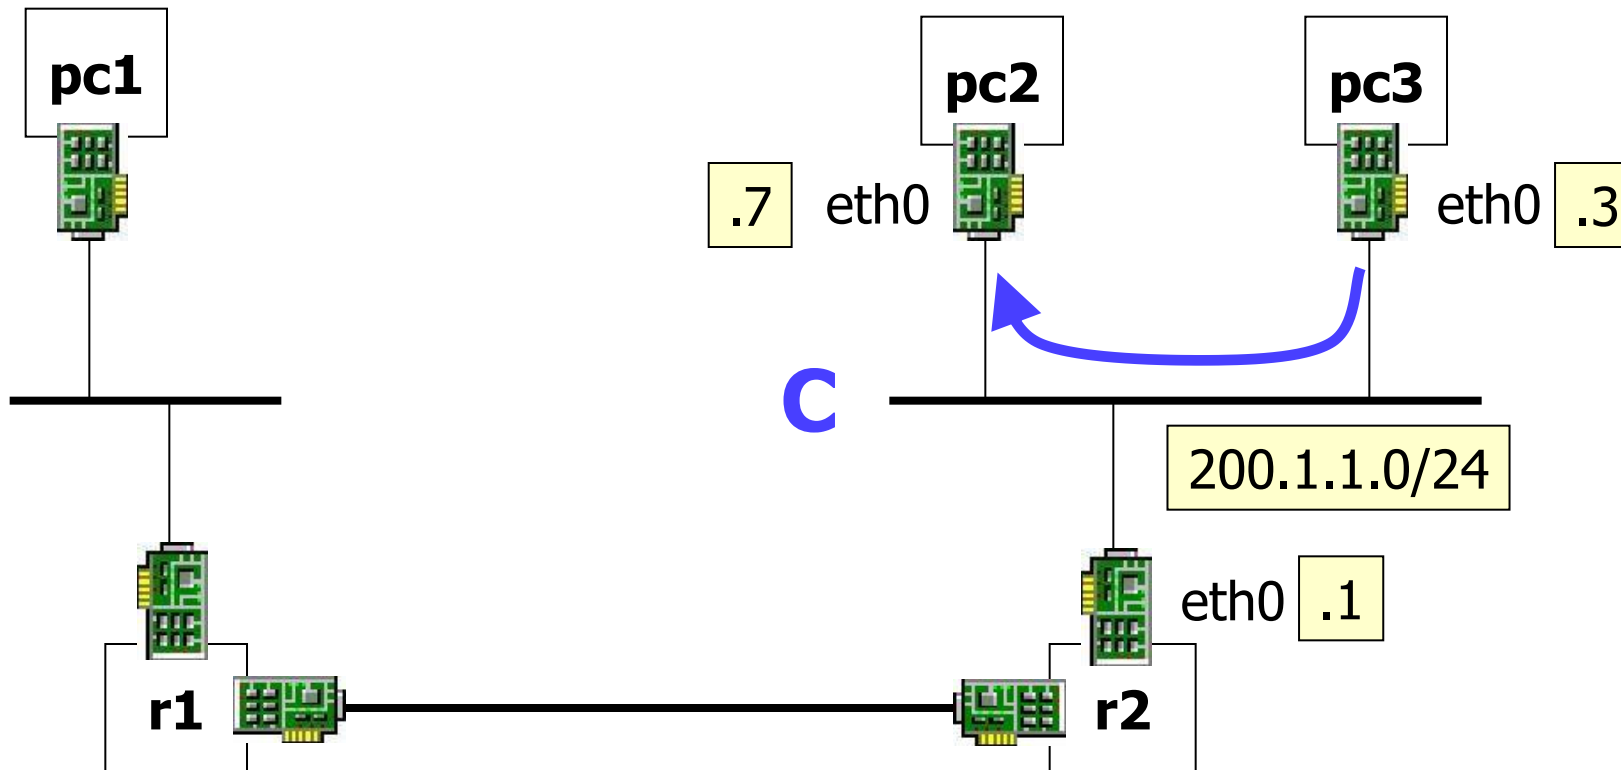 pc1
pc2
pc3
.7
eth0
eth0
.3
C
200.1.1.0/24
eth0
.1
r1
r2